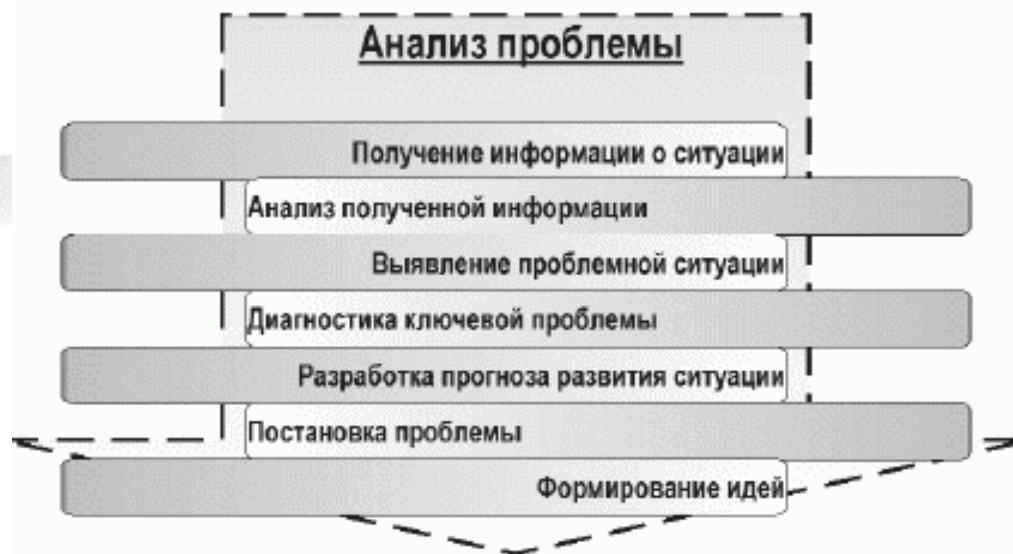 Анализ проблемы
Получение информации о ситуации
Анализ полученной информации
Выявление проблемной ситуации
Диагностика ключевой проблемы
Разработка прогноза развития ситуации
Постановка проблемы
Формирование идей